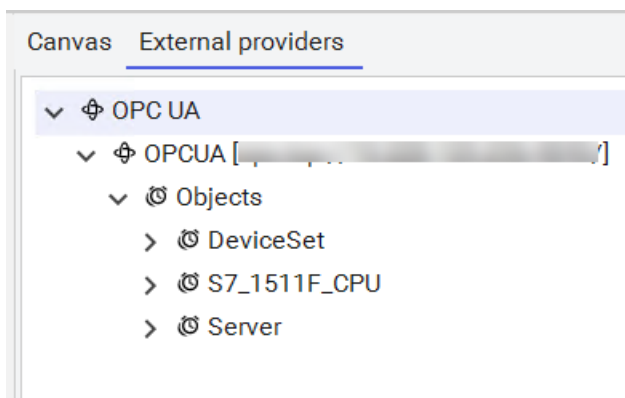 Canvas External providers
OPC UA
OPCUA [ /]
Objects
DeviceSet
S7_1511F_CPU
Server